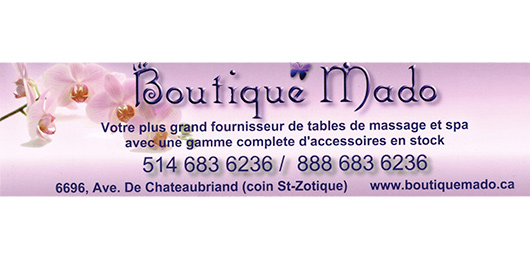 Boutique Mado
Votre plus grand fournisseur de tables de massage et spa
avec une gamme complete d'accessoires en stock
514 683 6236 / 888 683 6236
6696, Ave. De Chateaubriand (coin St-Zotique) www.boutiquemado.ca